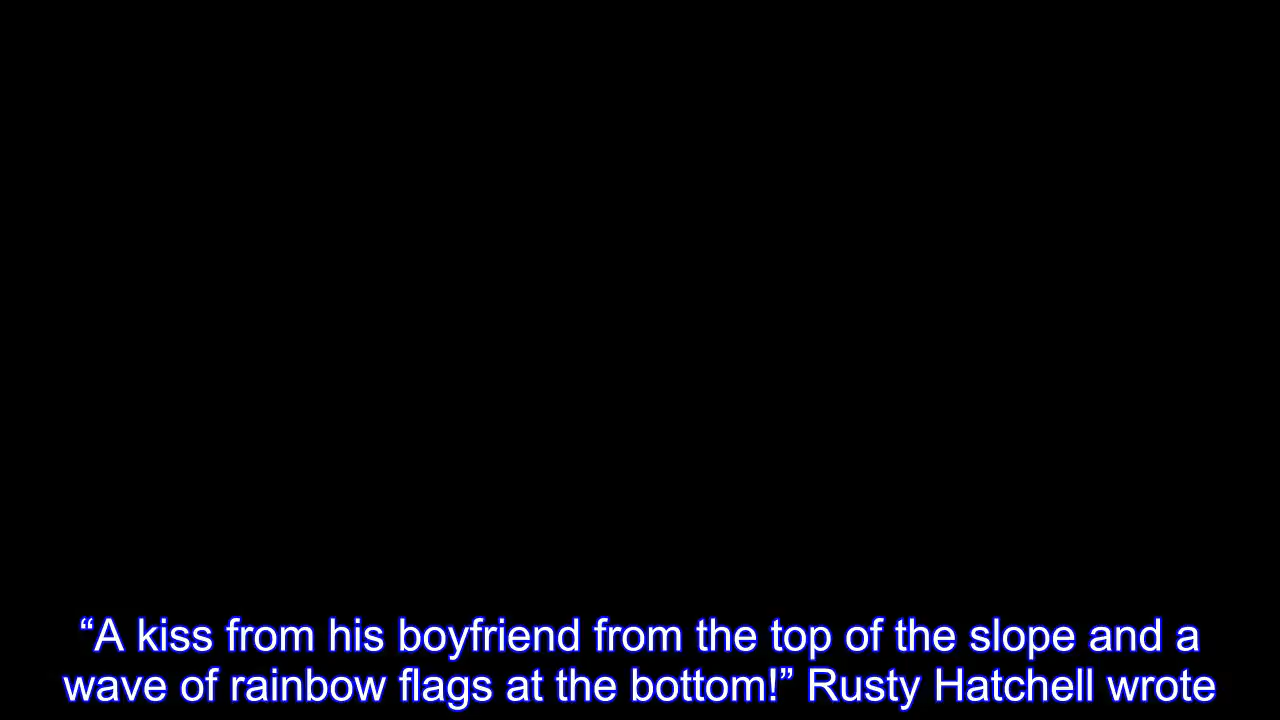 “A kiss from his boyfriend from the top of the slope and a
wave of rainbow flags at the bottom!” Rusty Hatchell wrote